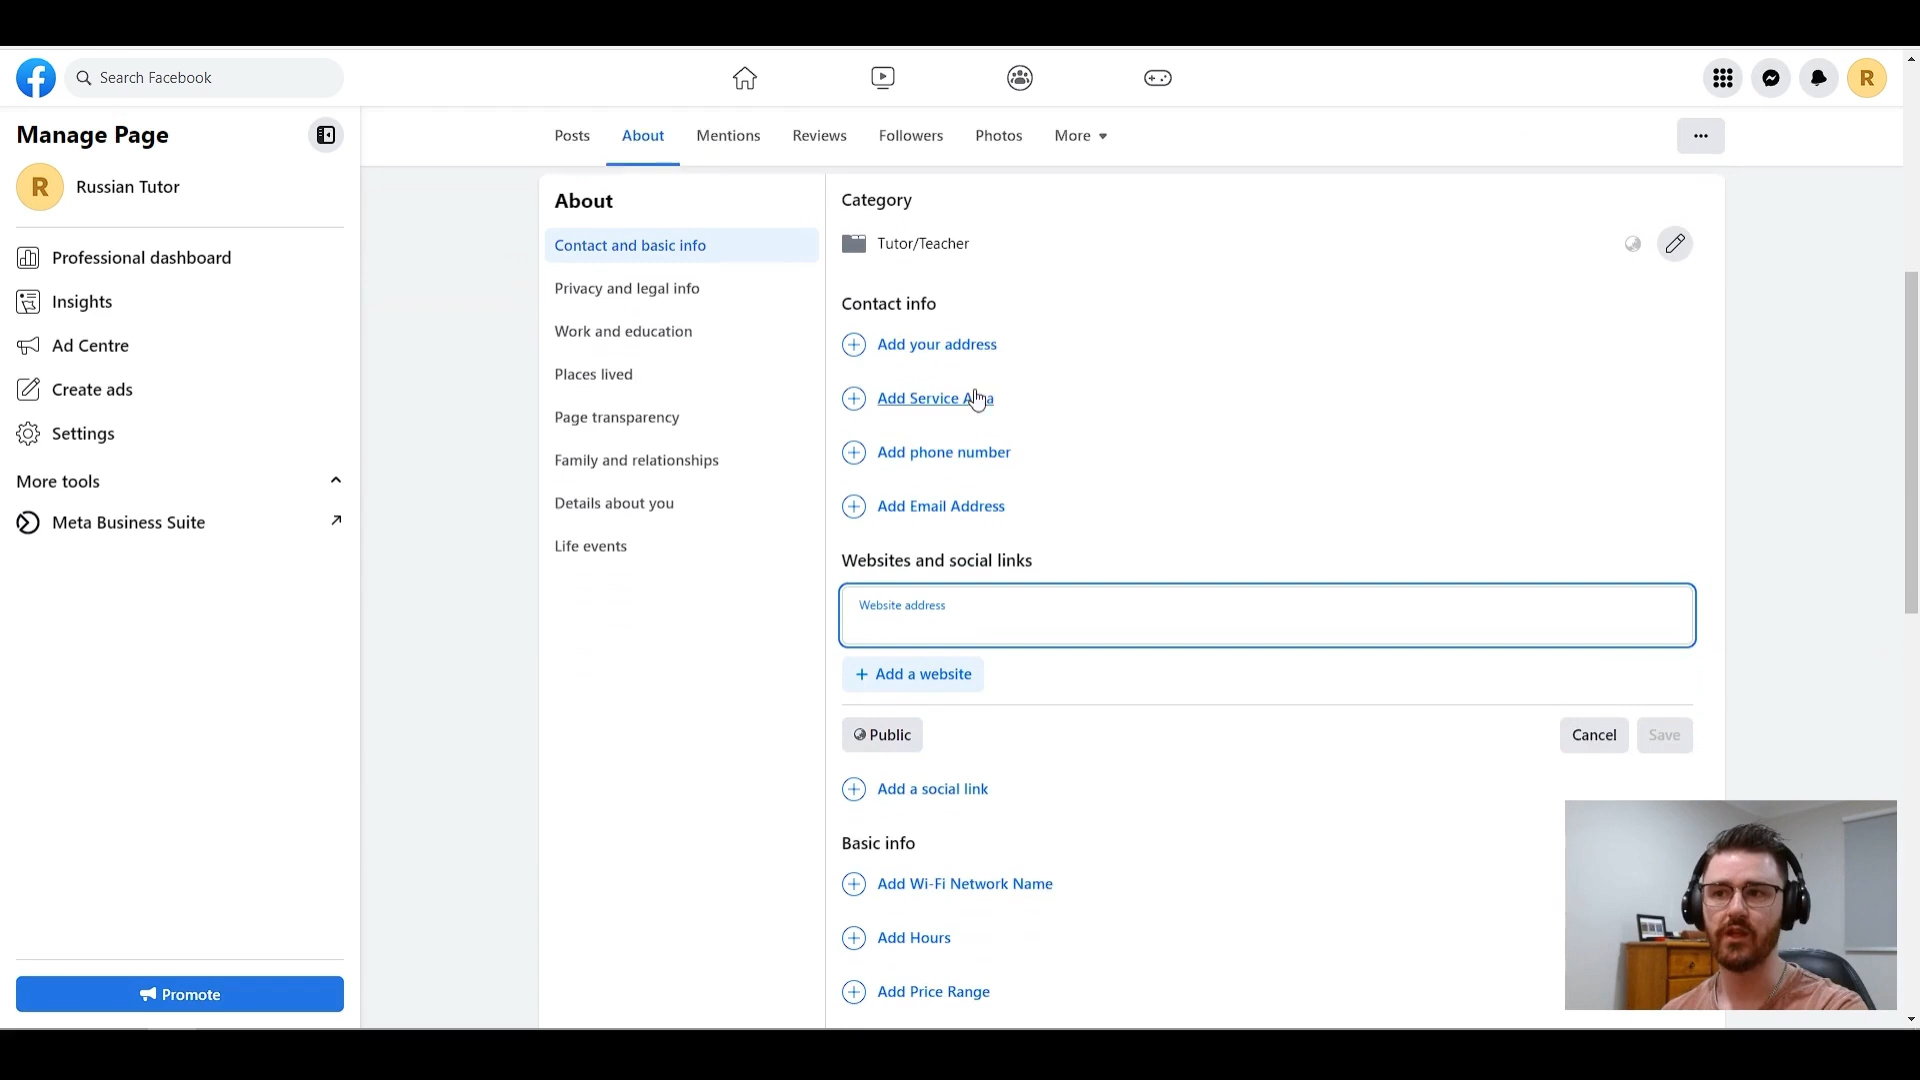 Search Facebook
R
Manage Page
R
Russian Tutor
Professional dashboard
Insights
Ad Centre
Create ads
Settings
More tools
Meta Business Suite
Promote
Posts
About
Mentions
Reviews
Followers
Photos
More
About
Contact and basic info
Privacy and legal info
Work and education
Places lived
Page transparency
Family and relationships
Details about you
Life events
Category
Tutor/Teacher
Contact info
Add your address
Add Service
Add phone number
Add Email Address
Websites and social links
Website address
+ Add a website
Public
Cancel
Save
Add a social link
Basic info
Add Wi-Fi Network Name
Add Hours
Add Price Range